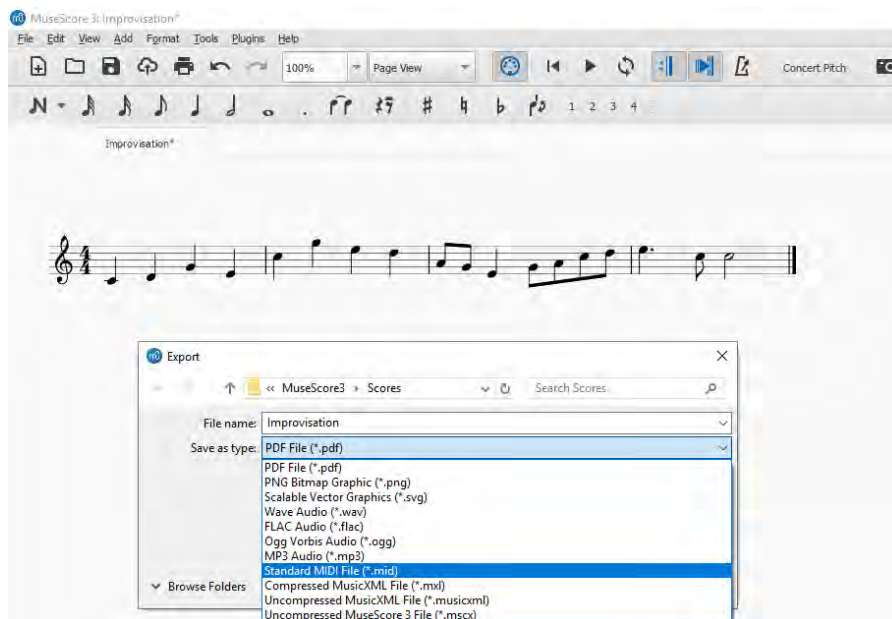 MuseScore 3: Improvisation*
File Edit View Add Format Tools Plugins Help
100% Page View Concert Pitch
1 2 3 4
Improvisation*
4
4
Export
« MuseScore3 › Scores Search Scores
File name: Improvisation
Save as type: PDF File (*.pdf)
PDF File (*.pdf)
PNG Bitmap Graphic (*.png)
Scalable Vector Graphics (*.svg)
Wave Audio (*.wav)
FLAC Audio (*.flac)
Ogg Vorbis Audio (*.ogg)
MP3 Audio (*.mp3)
Standard MIDI File (*.mid)
Browse Folders Compressed MusicXML File (*.mxl)
Uncompressed MusicXML File (*.musicxml)
Uncompressed MuseScore 3 File (*.mscx)